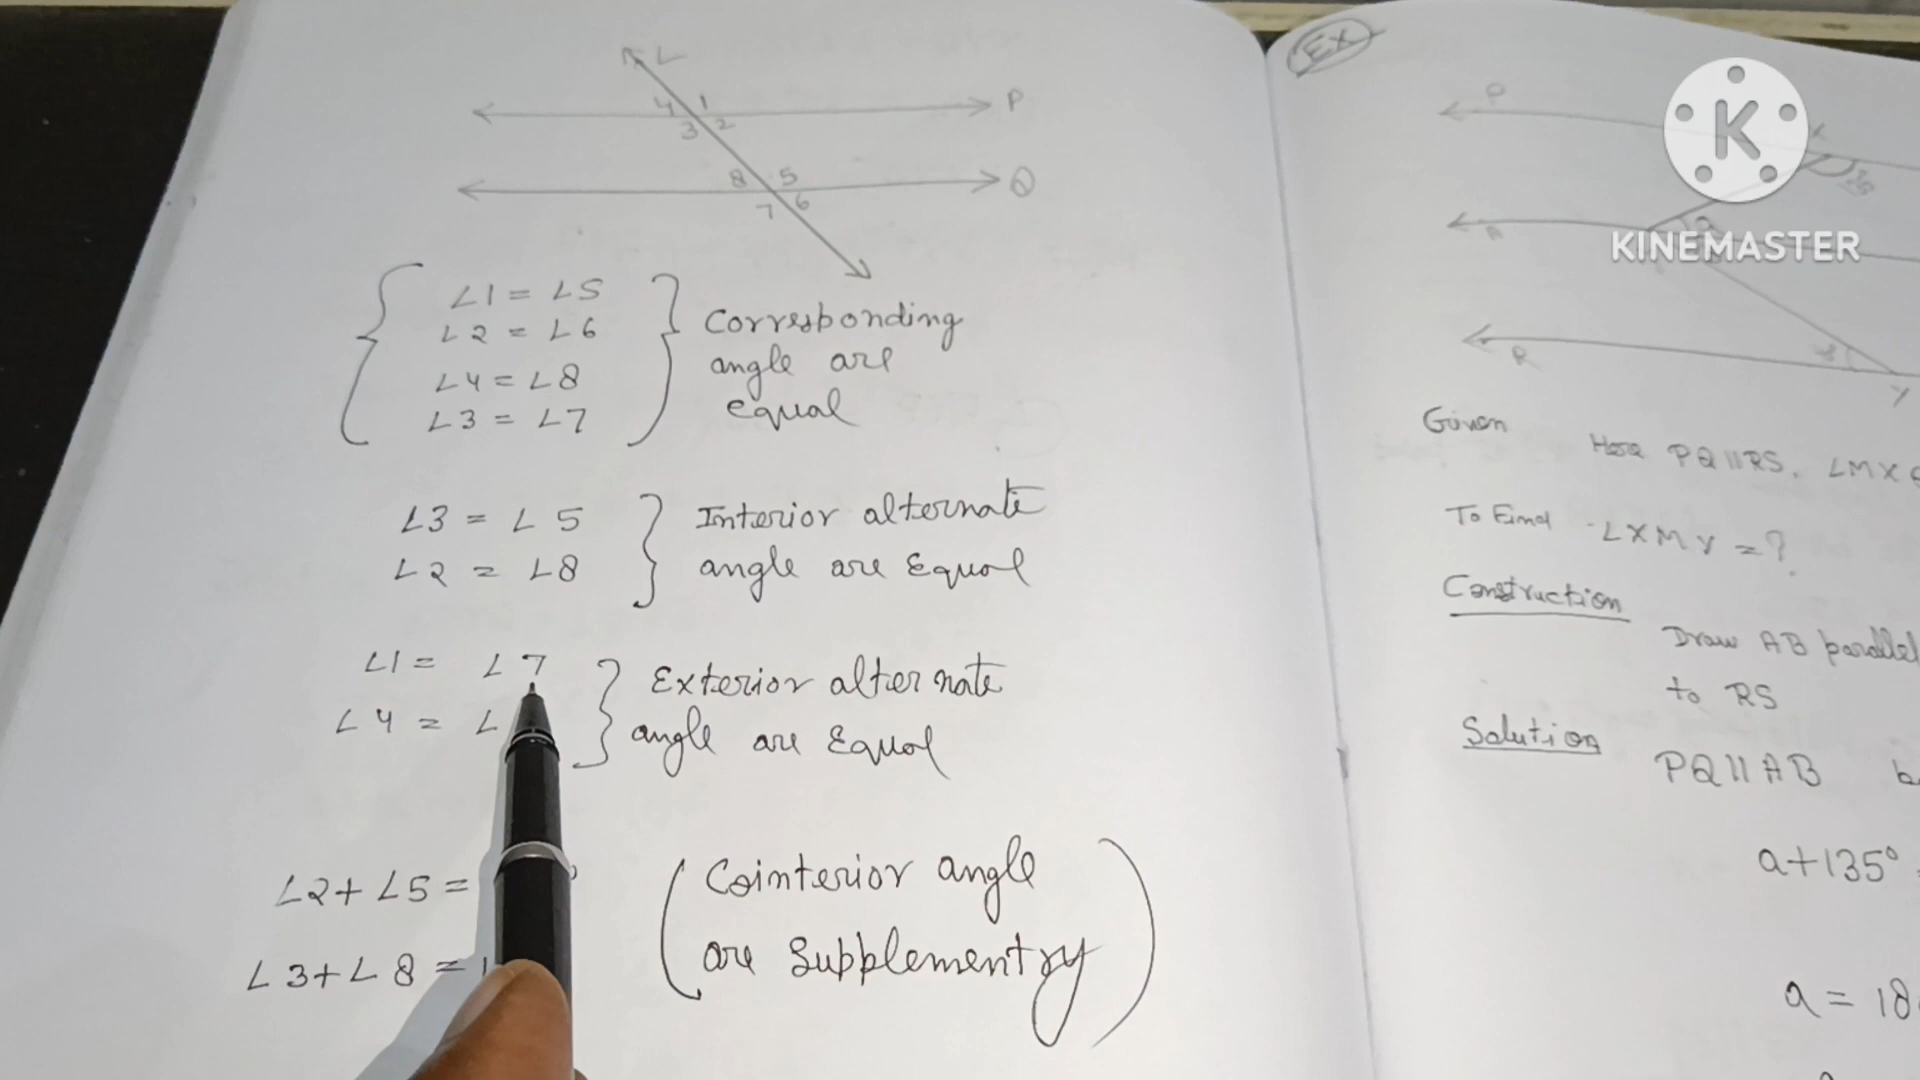 L
4 1 P
3 2
8 5 Q
7 6
∠1 = ∠5
∠2 = ∠6
∠4 = ∠8
∠3 = ∠7
Corresponding
angle are
equal
∠3 = ∠5
∠2 = ∠8
Interior alternate
angle are Equal
∠1 = ∠7
∠4 = ∠
Exterior alternate
angle are Equal
∠2+∠5=
∠3+∠8=1
Cointerior angle
are Supplementry
Ex
P
A
R
Y
K
KINEMASTER
Given
Here PQ||RS, ∠MX
To Find ∠XMY=?
Construction
Draw AB parallel
to RS
Solution
PQ||AB b
a+135°
a = 18